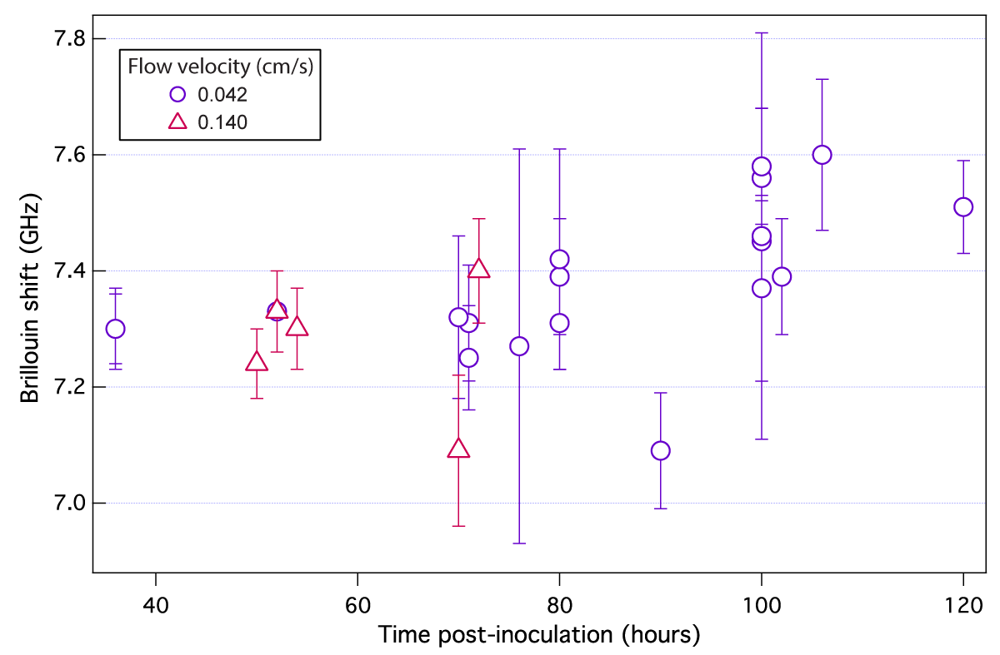 7.8
Flow velocity (cm/s)
0.042
0.140
7.6
7.4
7.2
7.0
Brillouin shift (GHz)
40 60 80 100 120
Time post-inoculation (hours)